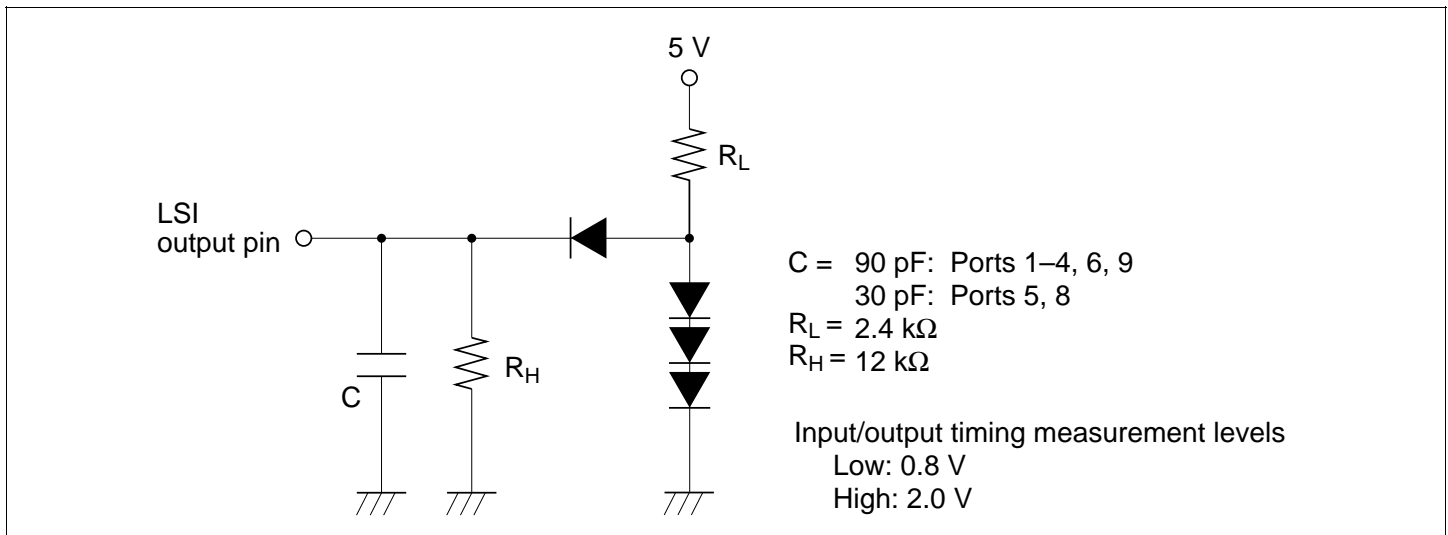 5 V
R_L
LSI
output pin
C
R_H
C = 90 pF: Ports 1–4, 6, 9
30 pF: Ports 5, 8
R_L = 2.4 kΩ
R_H = 12 kΩ
Input/output timing measurement levels
Low: 0.8 V
High: 2.0 V